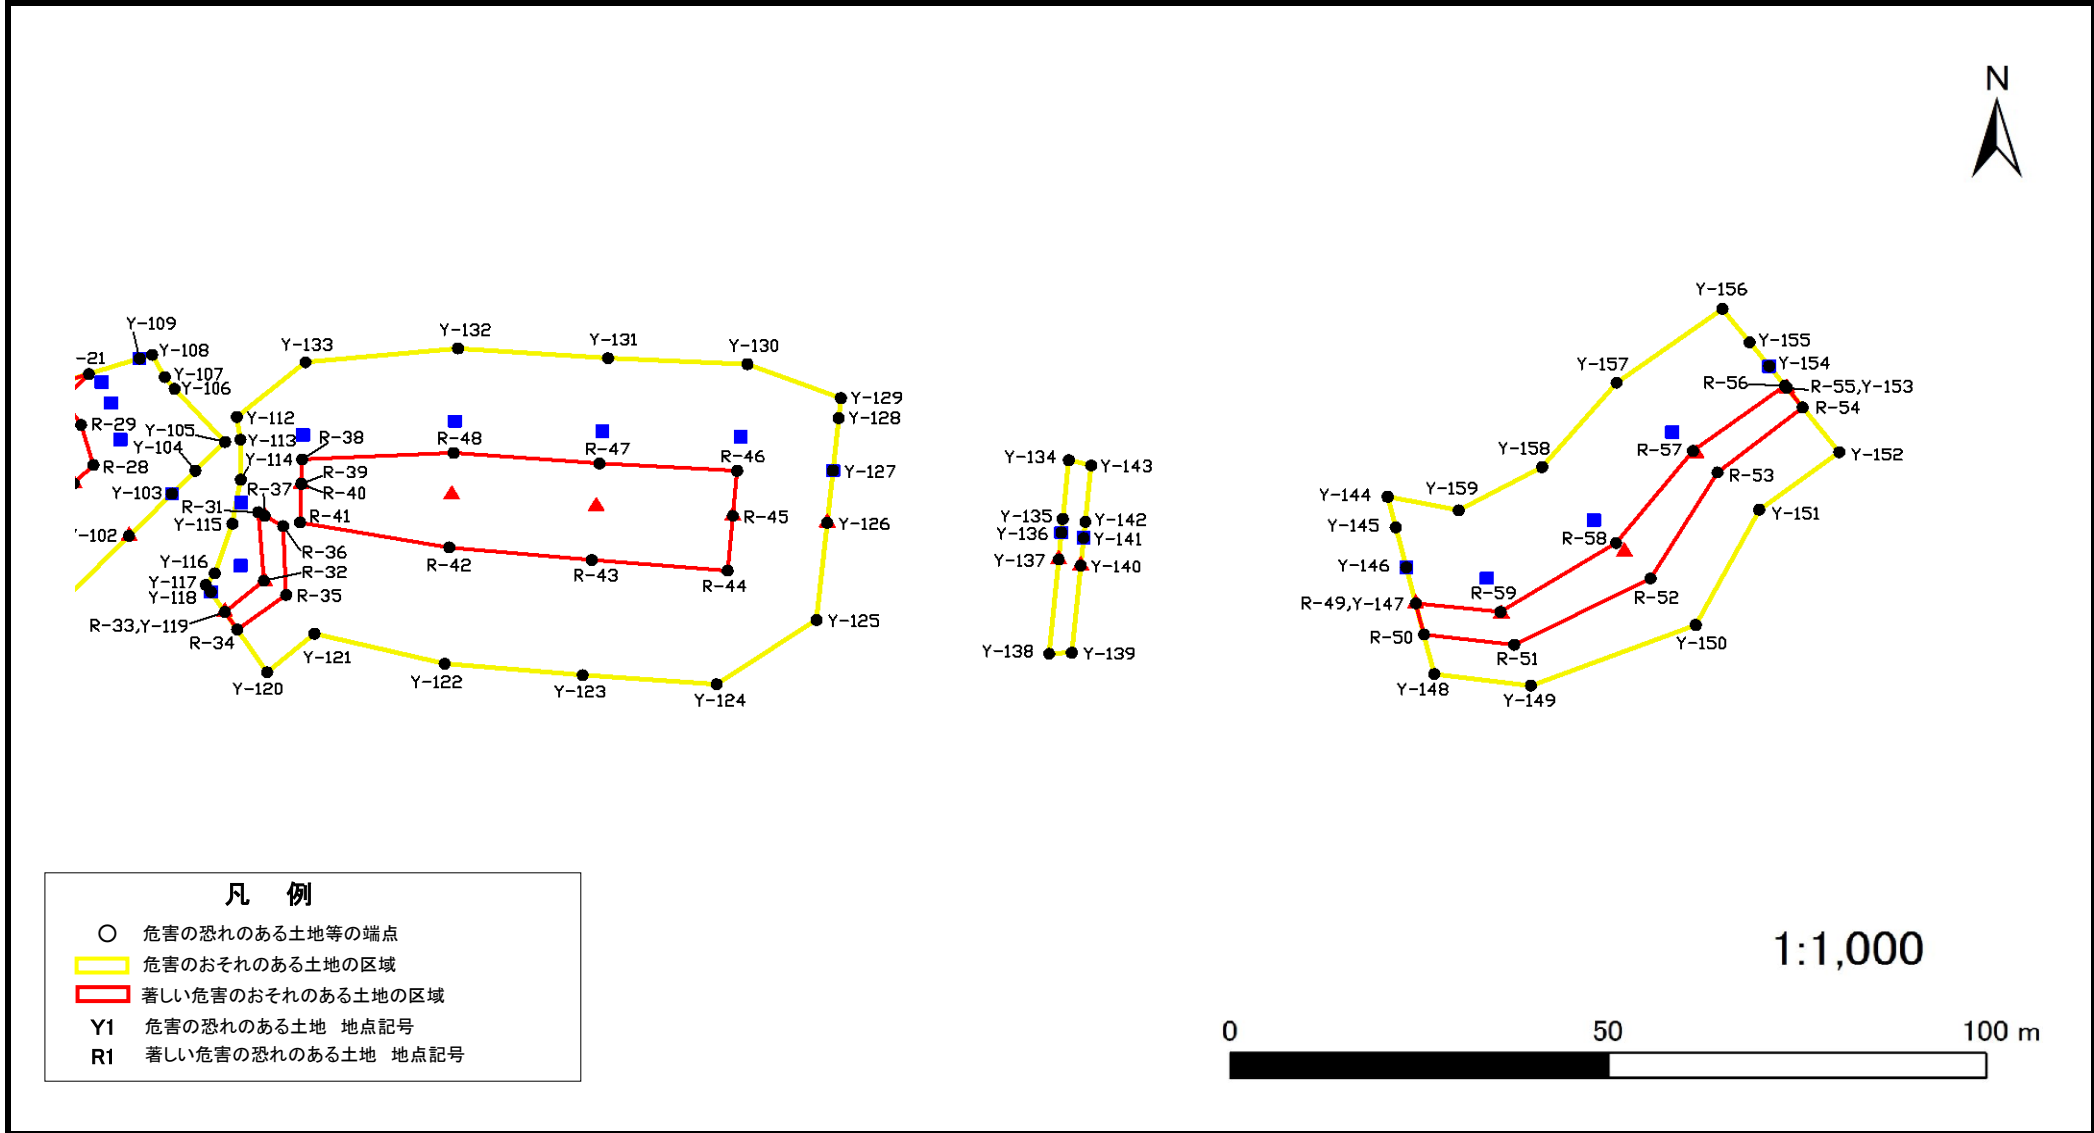 N
Y-156
Y-109
Y-132
Y-131
Y-130
Y-155
-21
Y-108
Y-133
Y-154
Y-107
Y-157
Y-106
R-56
R-55,Y-153
Y-129
R-54
Y-112
Y-128
R-29
Y-105
Y-113
R-38
R-48
R-47
R-46
Y-104
Y-158
R-57
Y-152
Y-134
Y-143
Y-114
R-28
R-39
Y-127
R-53
R-37
R-40
Y-103
Y-144
Y-159
R-31
R-41
R-45
Y-126
Y-135
Y-142
Y-145
Y-151
Y-115
Y-136
Y-141
Y-102
R-36
R-58
Y-116
R-42
Y-137
Y-140
Y-146
R-32
R-43
R-44
Y-117
R-59
R-52
Y-118
R-35
R-49,Y-147
R-33,Y-119
Y-125
R-34
R-50
Y-150
Y-121
Y-138
Y-139
R-51
Y-122
Y-120
Y-123
Y-124
Y-148
Y-149
凡 例
危害の恐れのある土地等の端点
危害のおそれのある土地の区域
著しい危害のおそれのある土地の区域
Y1 危害の恐れのある土地 地点記号
R1 著しい危害の恐れのある土地 地点記号
1:1,000
0 50 100 m